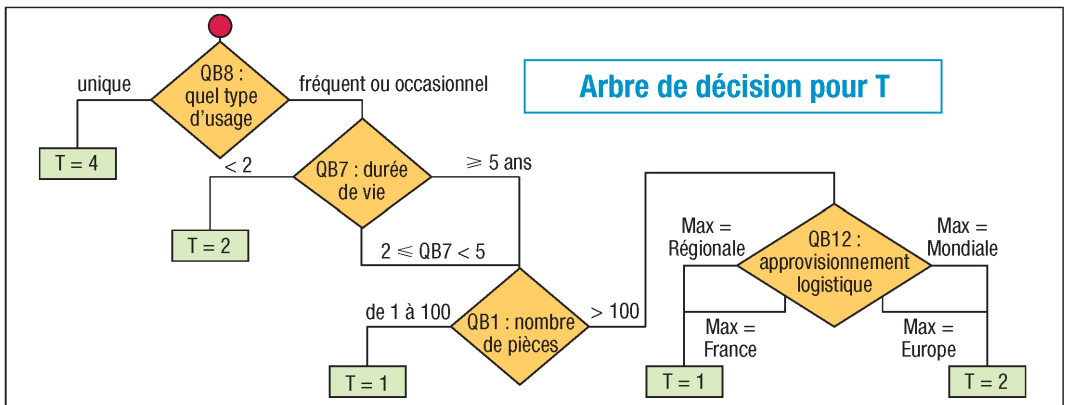 Arbre de décision pour T
QB8 :
quel type
d'usage
unique
fréquent ou occasionnel
T = 4
QB7 : durée
de vie
< 2
⩾ 5 ans
T = 2
2 ⩽ QB7 < 5
QB1 : nombre
de pièces
de 1 à 100
> 100
T = 1
QB12 :
approvisionnement
logistique
Max =
Régionale
Max =
Mondiale
Max =
France
Max =
Europe
T = 1
T = 2